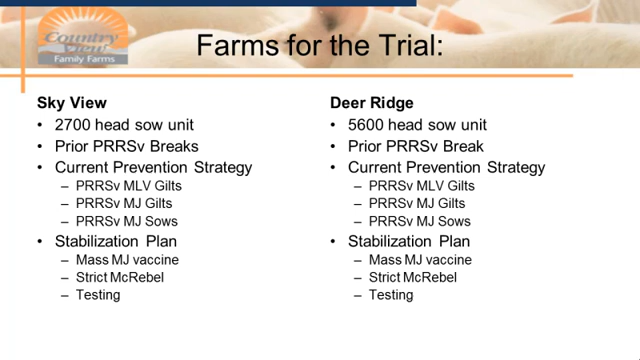 Country
View
Family Farms
Farms for the Trial:
Sky View
• 2700 head sow unit
• Prior PRRSv Breaks
• Current Prevention Strategy
– PRRSv MLV Gilts
– PRRSv MJ Gilts
– PRRSv MJ Sows
• Stabilization Plan
– Mass MJ vaccine
– Strict McRebel
– Testing
Deer Ridge
• 5600 head sow unit
• Prior PRRSv Break
• Current Prevention Strategy
– PRRSv MLV Gilts
– PRRSv MJ Gilts
– PRRSv MJ Sows
• Stabilization Plan
– Mass MJ vaccine
– Strict McRebel
– Testing